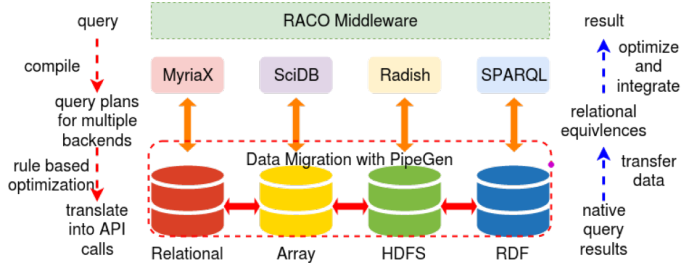 query
RACO Middleware
result
compile
optimize
and
integrate
MyriaX
SciDB
Radish
SPARQL
query plans
for multiple
backends
relational
equivlences
Data Migration with PipeGen
rule based
optimization
transfer
data
translate
into API
calls
native
query
results
Relational
Array
HDFS
RDF